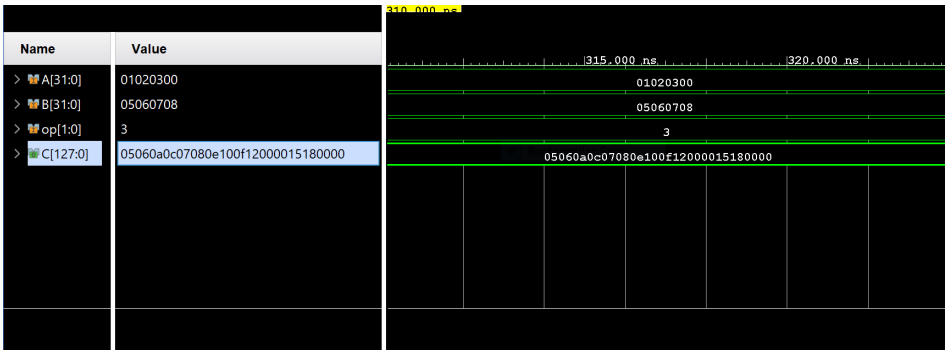 310.000 ns
Name Value
315.000 ns 320.000 ns
A[31:0] 01020300 01020300
B[31:0] 05060708 05060708
op[1:0] 3 3
C[127:0] 05060a0c07080e100f12000015180000 05060a0c07080e100f12000015180000